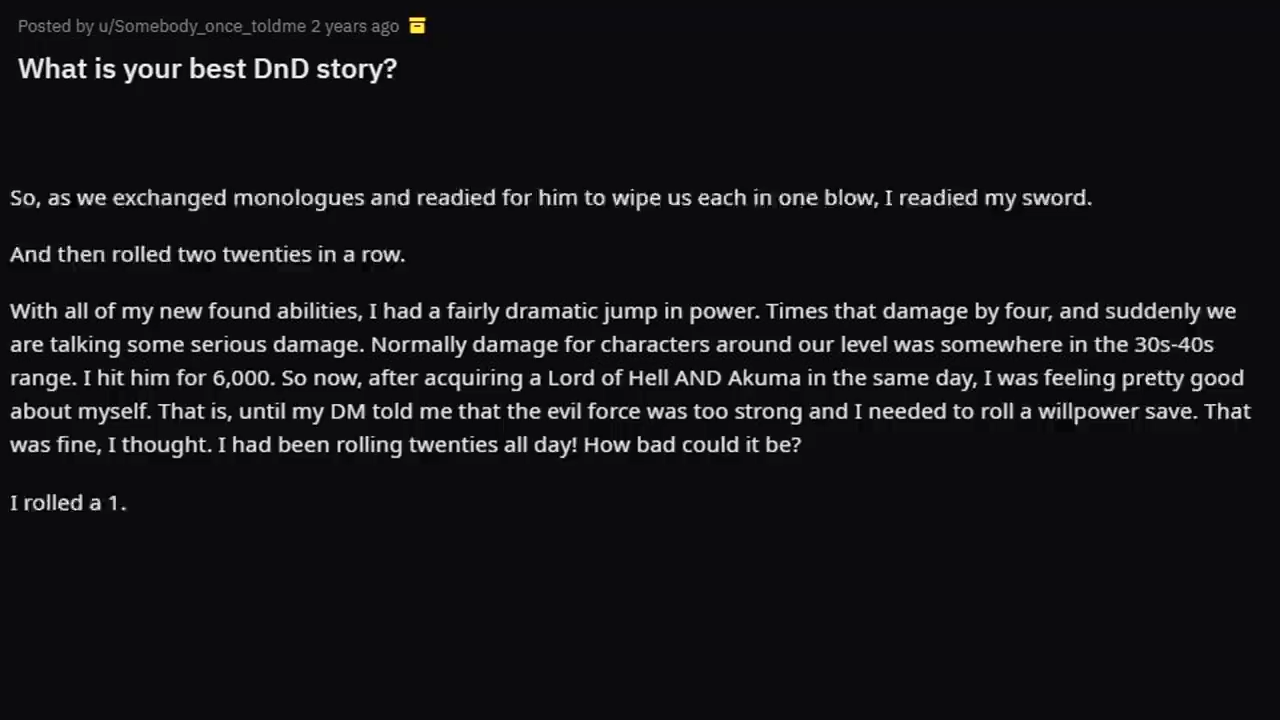 Posted by u/Somebody_once_toldme 2 years ago
What is your best DnD story?
So, as we exchanged monologues and readied for him to wipe us each in one blow, I readied my sword.
And then rolled two twenties in a row.
With all of my new found abilities, I had a fairly dramatic jump in power. Times that damage by four, and suddenly we
are talking some serious damage. Normally damage for characters around our level was somewhere in the 30s-40s
range. I hit him for 6,000. So now, after acquiring a Lord of Hell AND Akuma in the same day, I was feeling pretty good
about myself. That is, until my DM told me that the evil force was too strong and I needed to roll a willpower save. That
was fine, I thought. I had been rolling twenties all day! How bad could it be?
I rolled a 1.